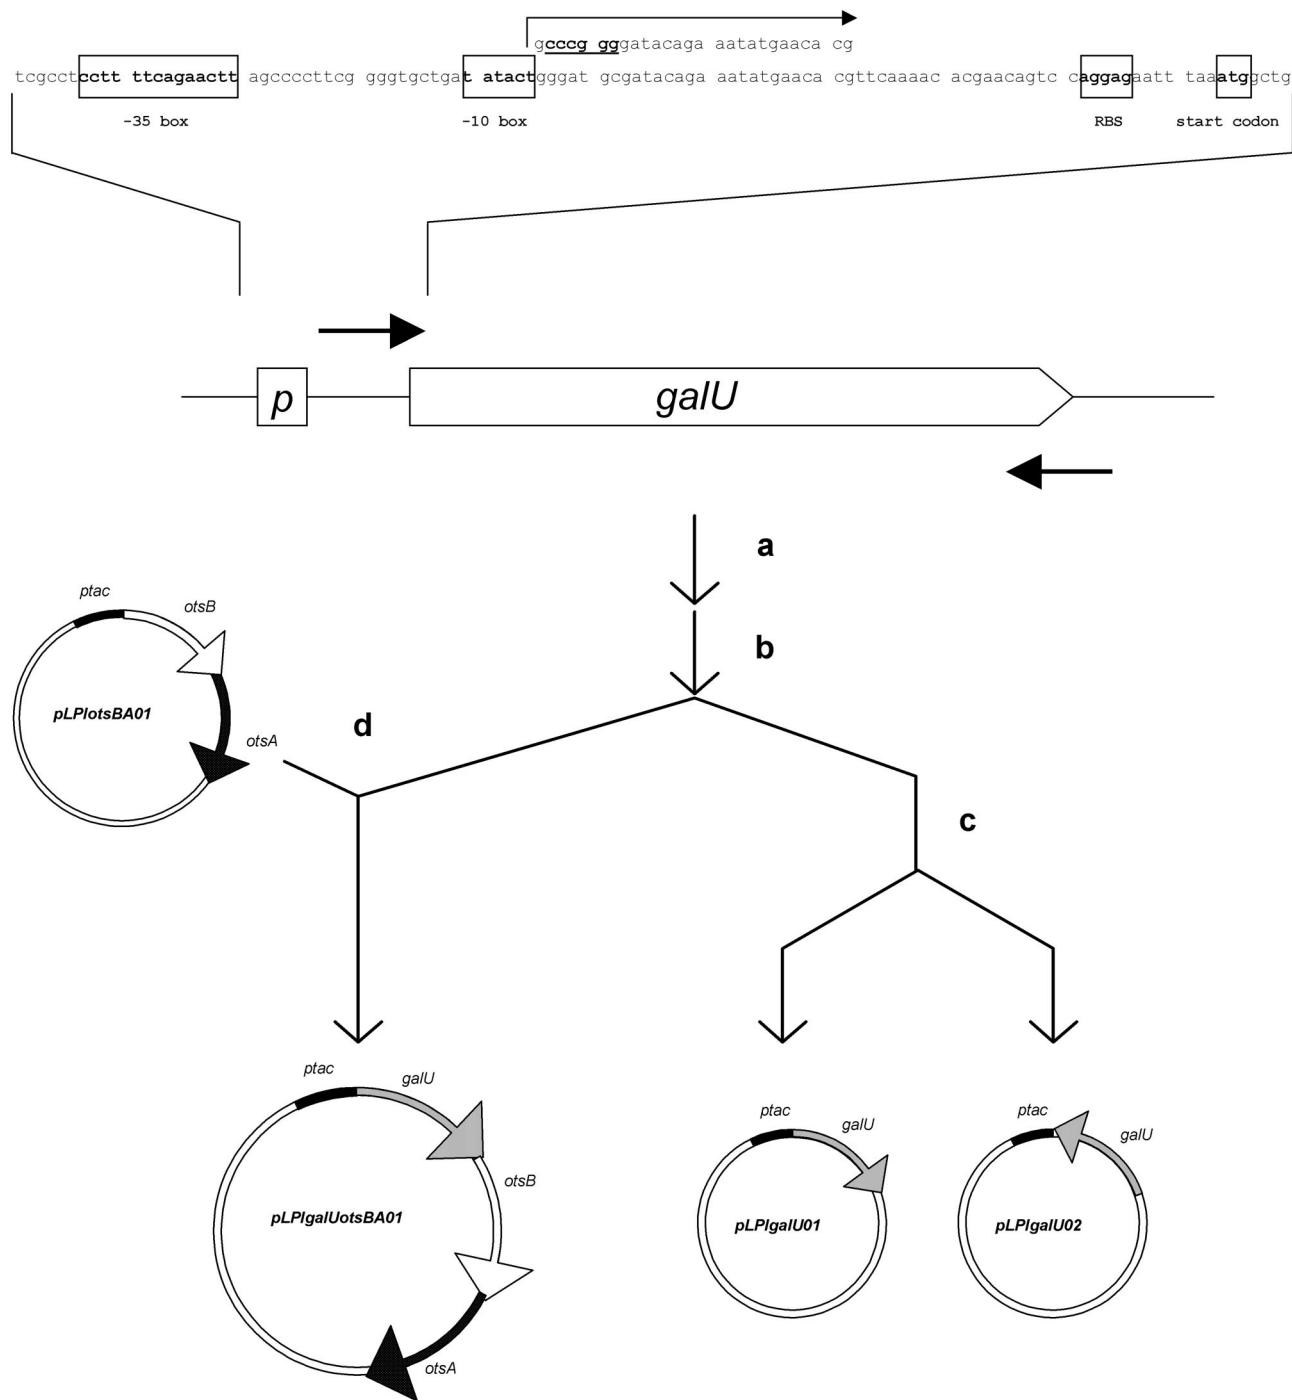 gcccg gggatacaga aatatgaaca cg
tcgcctcctt ttcagaactt agccccttcg gggtgctgat atactgggat gcgatacaga aatatgaaca cgttcaaaac acgaacagtc caggagaatt taaatggctg
-35 box -10 box RBS start codon
p galU
a
b
ptac otsB
pLPIotsBA01
otsA
d
c
ptac galU
otsB
pLPIgalUotsBA01
otsA
ptac galU
pLPIgalU01
ptac galU
pLPIgalU02